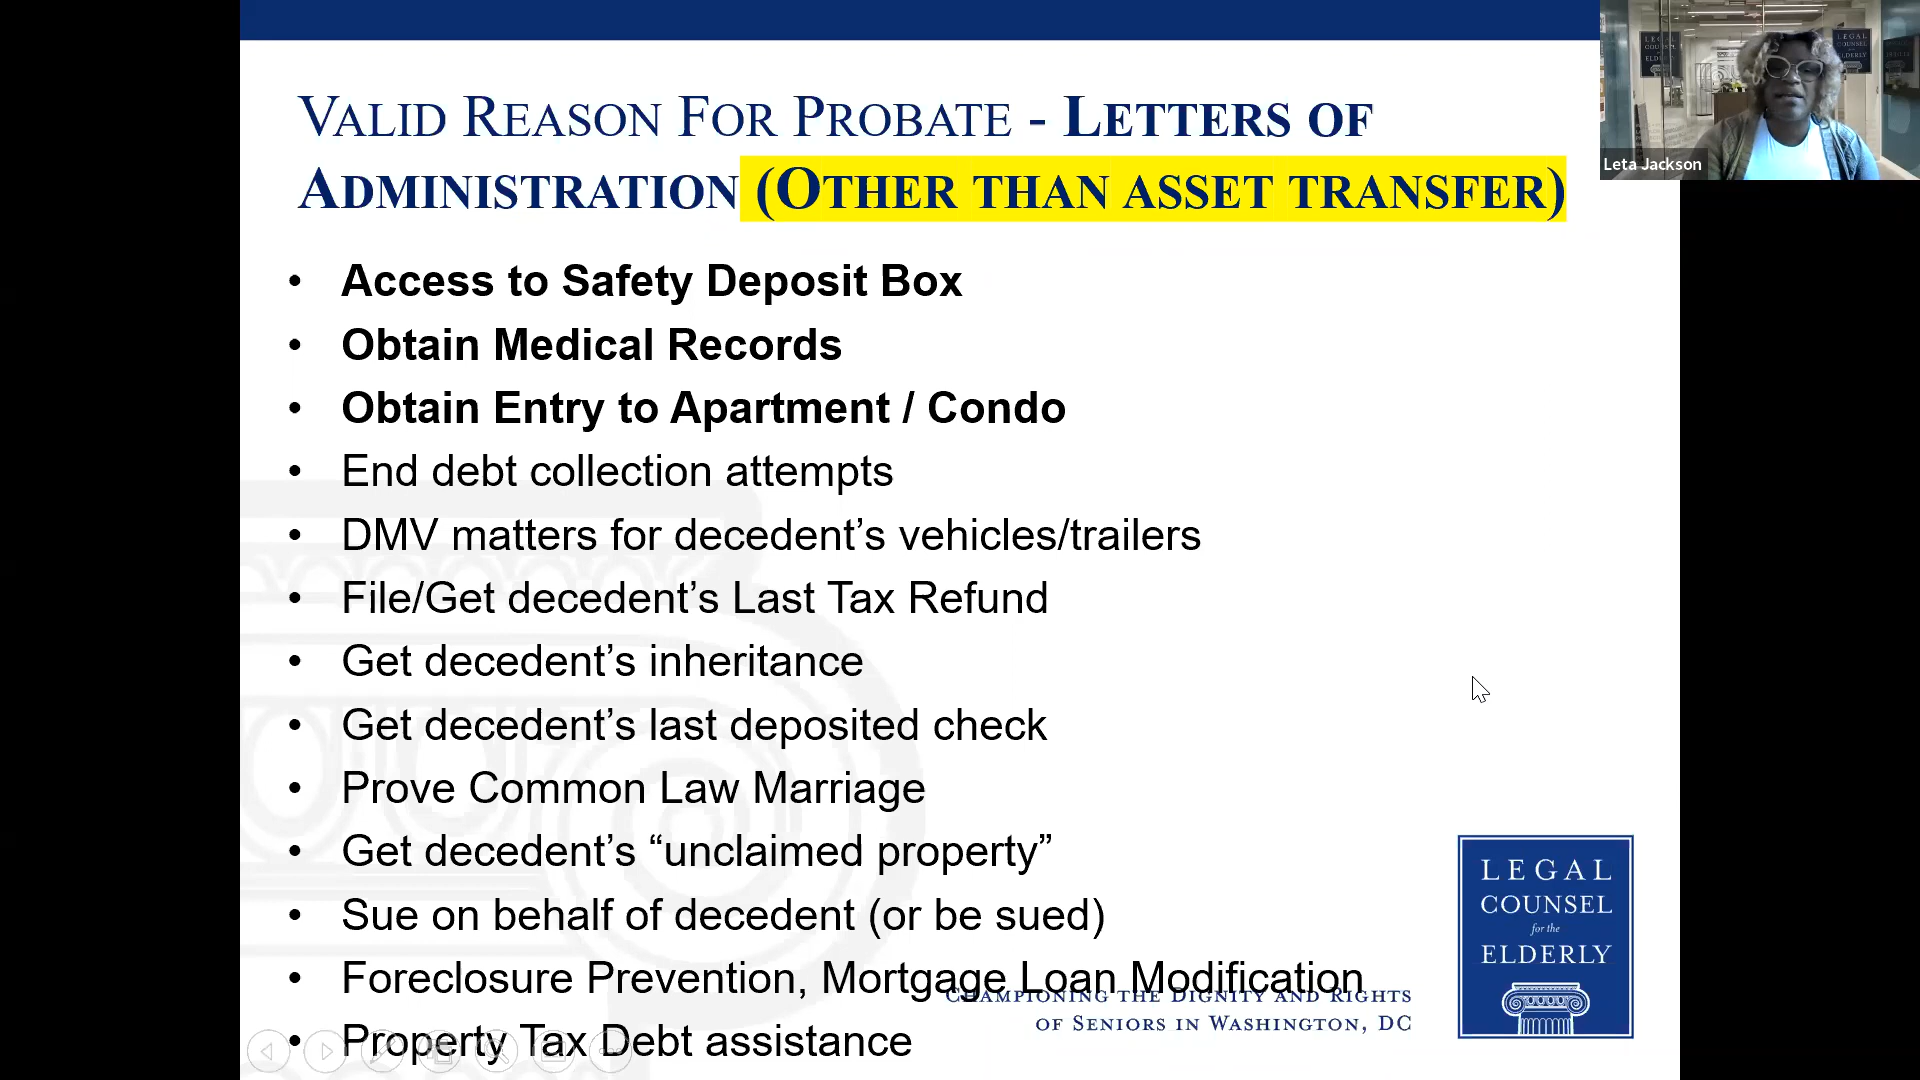 VALID REASON FOR PROBATE - LETTERS OF
ADMINISTRATION (OTHER THAN ASSET TRANSFER)
• Access to Safety Deposit Box
• Obtain Medical Records
• Obtain Entry to Apartment / Condo
• End debt collection attempts
• DMV matters for decedent’s vehicles/trailers
• File/Get decedent’s Last Tax Refund
• Get decedent’s inheritance
• Get decedent’s last deposited check
• Prove Common Law Marriage
• Get decedent’s “unclaimed property”
• Sue on behalf of decedent (or be sued)
• Foreclosure Prevention, Mortgage Loan Modification
• Property Tax Debt assistance
CHAMPIONING THE DIGNITY AND RIGHTS
OF SENIORS IN WASHINGTON, DC
LEGAL
COUNSEL
for the
ELDERLY
LEGAL
COUNSEL
ELDERLY
Leta Jackson